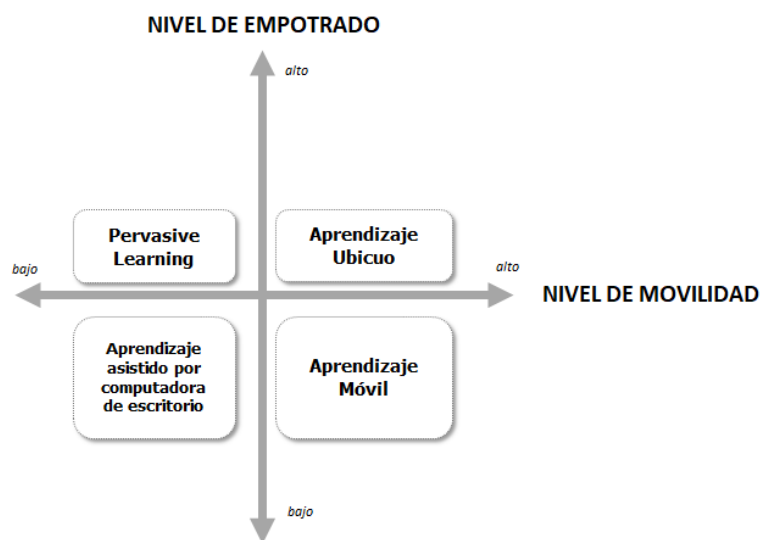 NIVEL DE EMPOTRADO
alto
Pervasive
Learning
Aprendizaje
Ubicuo
bajo
alto
NIVEL DE MOVILIDAD
Aprendizaje
asistido por
computadora
de escritorio
Aprendizaje
Móvil
bajo